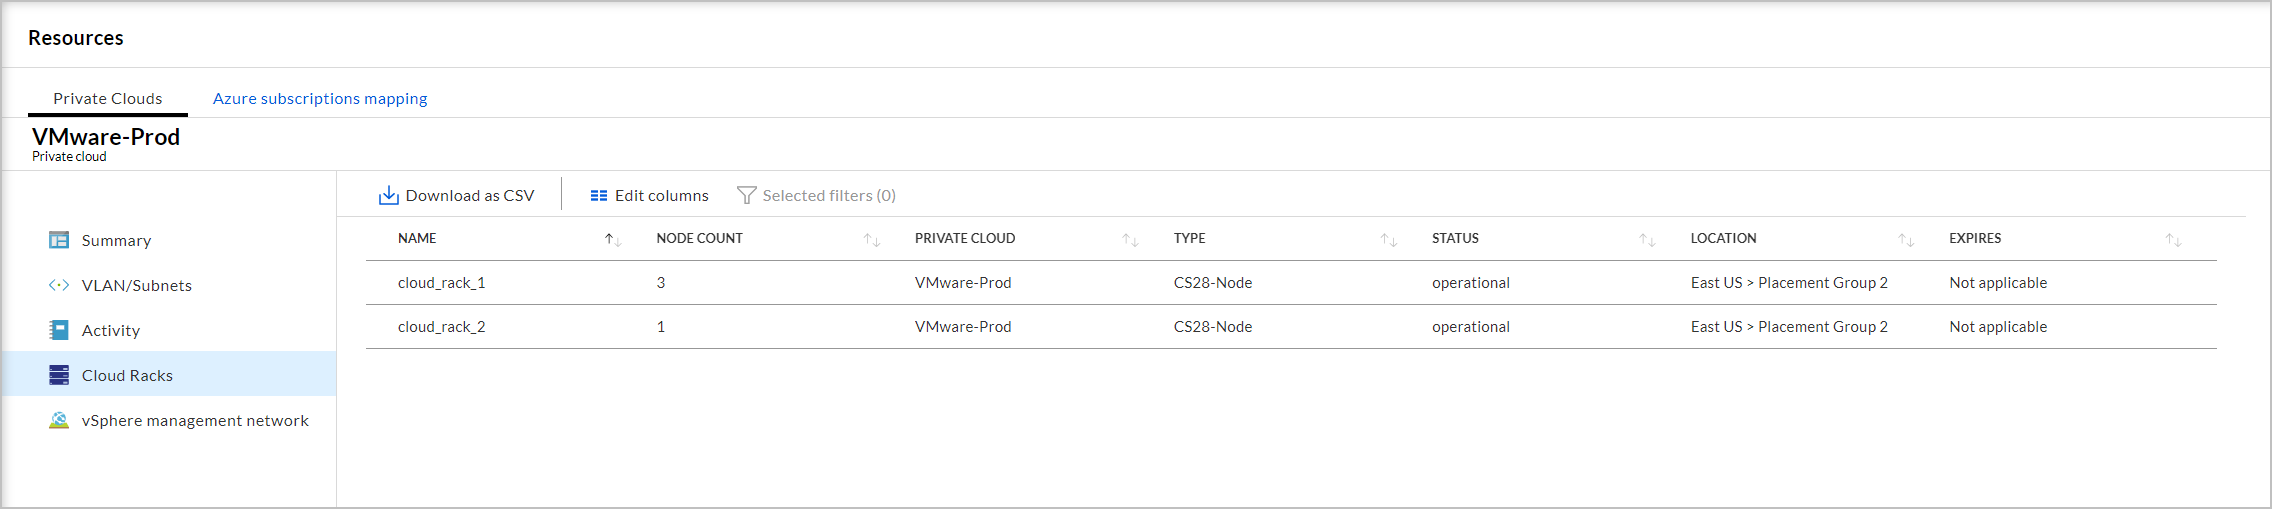 Resources
Private Clouds Azure subscriptions mapping
VMware-Prod
Private cloud
Summary
VLAN/Subnets
Activity
Cloud Racks
vSphere management network
Download as CSV Edit columns Selected filters (0)
NAME NODE COUNT PRIVATE CLOUD TYPE STATUS LOCATION EXPIRES
cloud_rack_1 3 VMware-Prod CS28-Node operational East US > Placement Group 2 Not applicable
cloud_rack_2 1 VMware-Prod CS28-Node operational East US > Placement Group 2 Not applicable